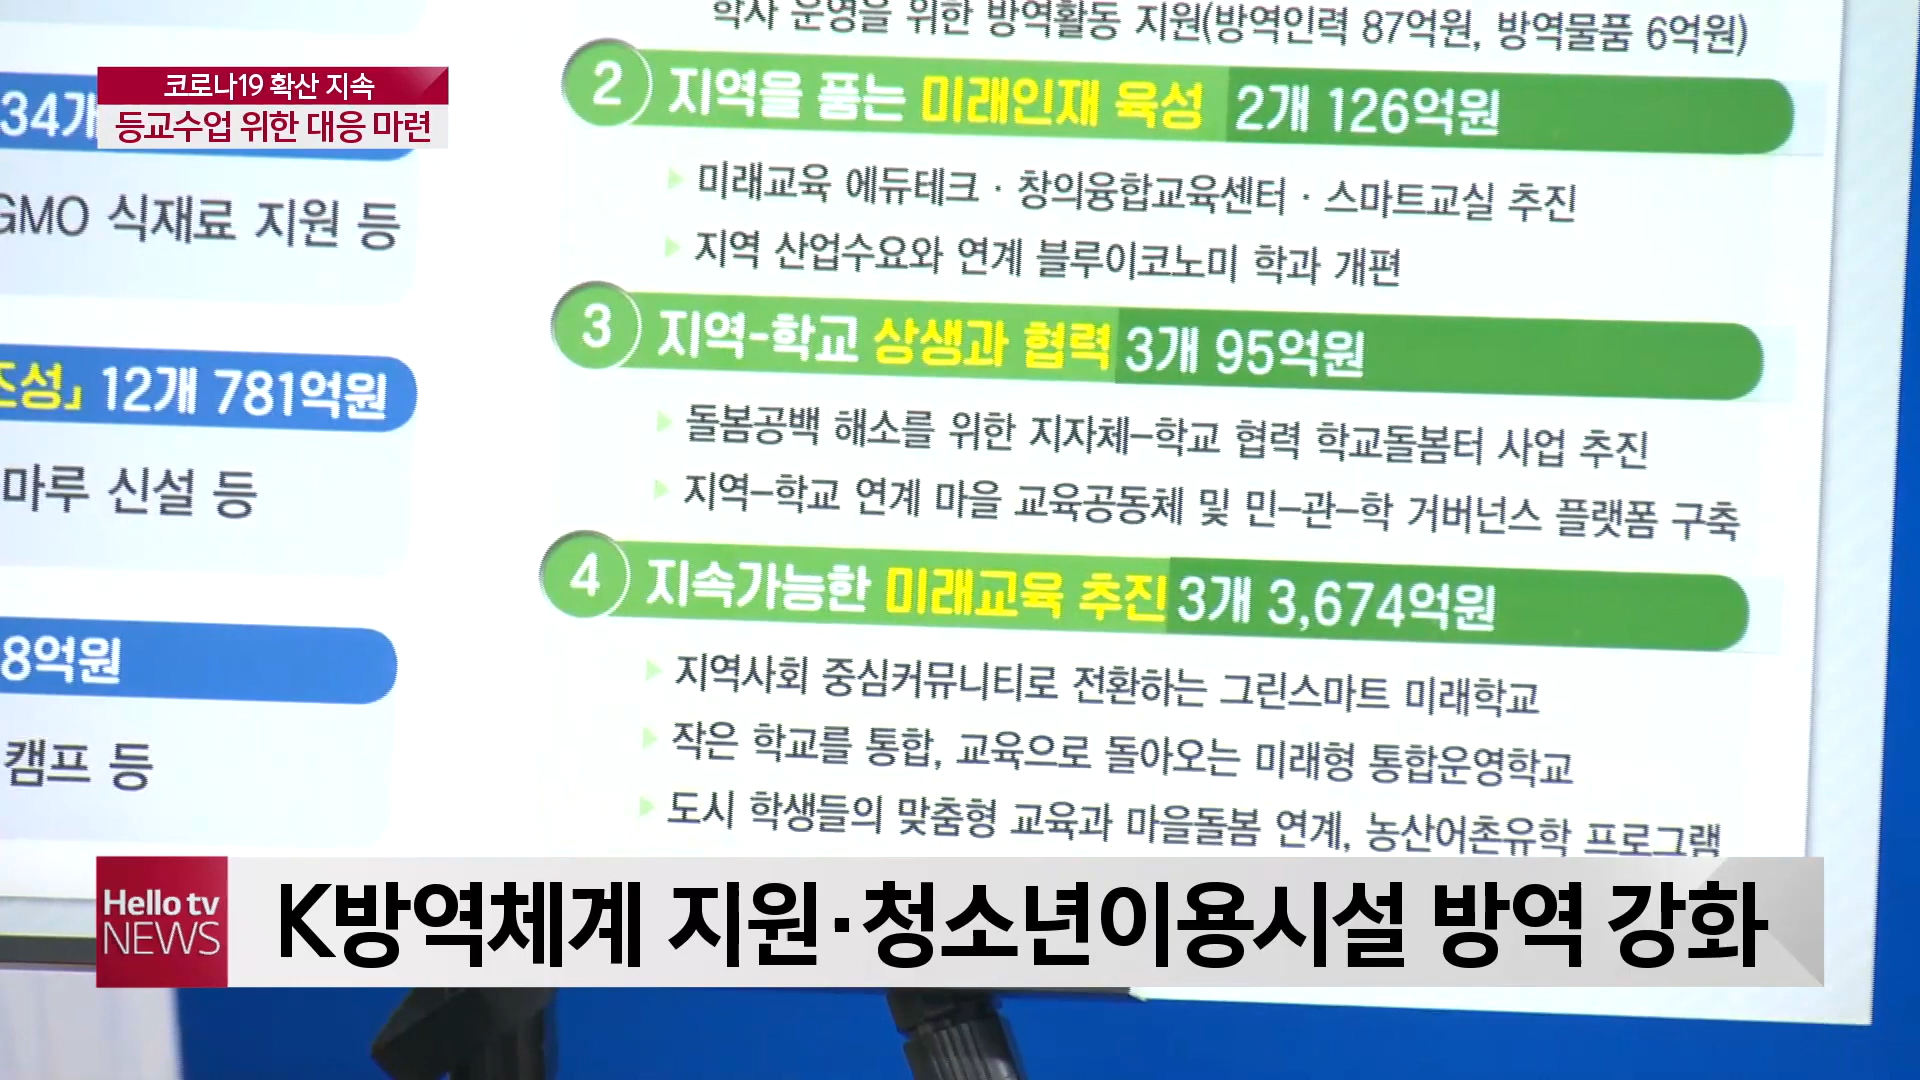 코로나19 확산 지속
등교수업 위한 대응 마련
34개
GMO 식재료 지원 등
조성」 12개 781억원
마루 신설 등
8억원
캠프 등
학사 운영을 위한 방역활동 지원(방역인력 87억원, 방역물품 6억원)
2 지역을 품는 미래인재 육성 2개 126억원
미래교육 에듀테크 · 창의융합교육센터 · 스마트교실 추진
지역 산업수요와 연계 블루이코노미 학과 개편
3 지역-학교 상생과 협력 3개 95억원
돌봄공백 해소를 위한 지자체-학교 협력 학교돌봄터 사업 추진
지역-학교 연계 마을 교육공동체 및 민-관-학 거버넌스 플랫폼 구축
4 지속가능한 미래교육 추진 3개 3,674억원
지역사회 중심커뮤니티로 전환하는 그린스마트 미래학교
작은 학교를 통합, 교육으로 돌아오는 미래형 통합운영학교
도시 학생들의 맞춤형 교육과 마을돌봄 연계, 농산어촌유학 프로그램
Hello tv
NEWS
K방역체계 지원·청소년이용시설 방역 강화